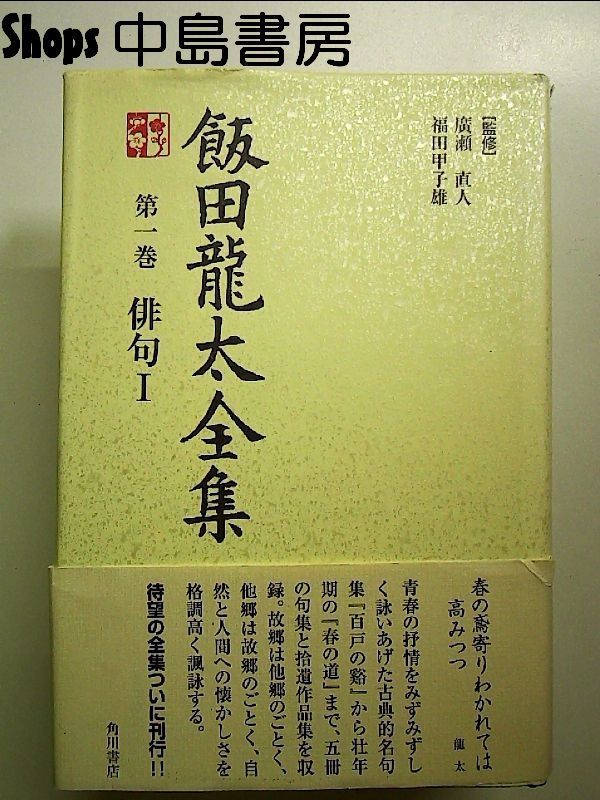 Shops 中島書房
【監修】
廣瀬直人
福田甲子雄
飯田龍太全集
第一巻 俳句Ⅰ
春の鳶寄りわかれては
高みつつ 龍太
青春の抒情をみずみずし
く詠いあげた古典的名句
集『百戸の谿』から壮年
期の『春の道』まで、五冊
の句集と拾遺作品集を収
録。故郷は他郷のごとく、
他郷は故郷のごとく、自
然と人間への懐かしさを
格調高く諷詠する。
待望の全集ついに刊行!!
角川書店